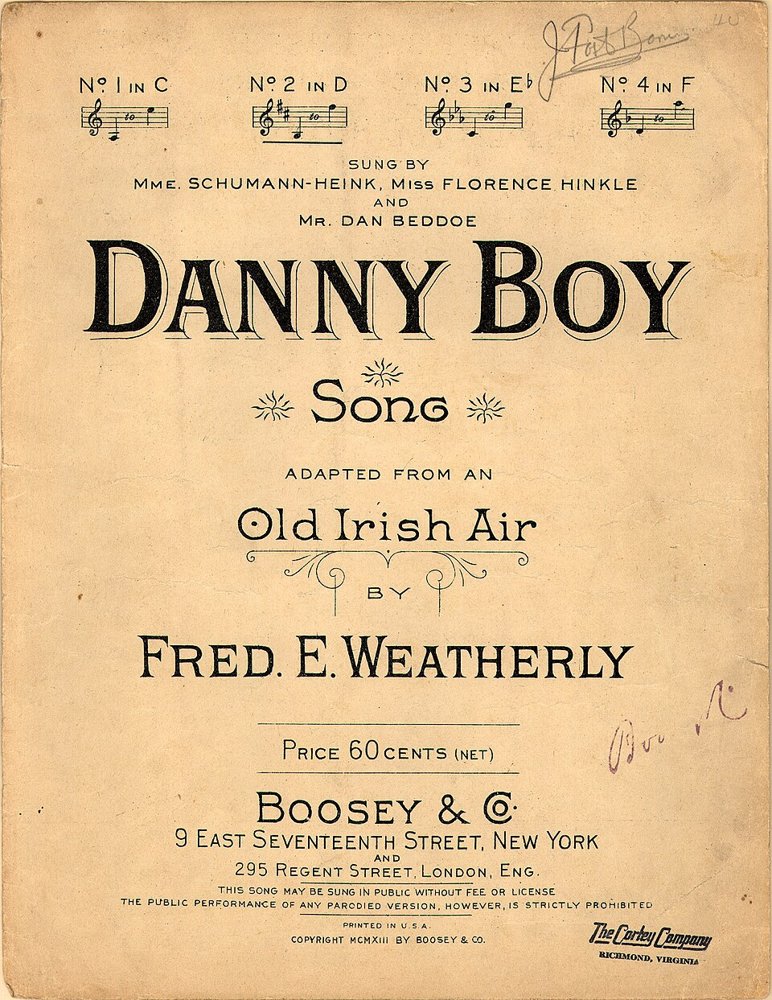 Nº 1 IN C Nº 2 IN D Nº 3 IN E♭ Nº 4 IN F
to to to to
SUNG BY
MME. SCHUMANN-HEINK, MISS FLORENCE HINKLE
AND
MR. DAN BEDDOE
DANNY BOY
SONG
ADAPTED FROM AN
Old Irish Air
BY
FRED. E. WEATHERLY
PRICE 60 CENTS (NET)
BOOSEY & Co.
9 EAST SEVENTEENTH STREET, NEW YORK
AND
295 REGENT STREET, LONDON, ENG.
THIS SONG MAY BE SUNG IN PUBLIC WITHOUT FEE OR LICENSE
THE PUBLIC PERFORMANCE OF ANY PARODIED VERSION, HOWEVER, IS STRICTLY PROHIBITED
PRINTED IN U.S.A.
COPYRIGHT MCMXIII BY BOOSEY & CO.
The Corley Company
RICHMOND, VIRGINIA